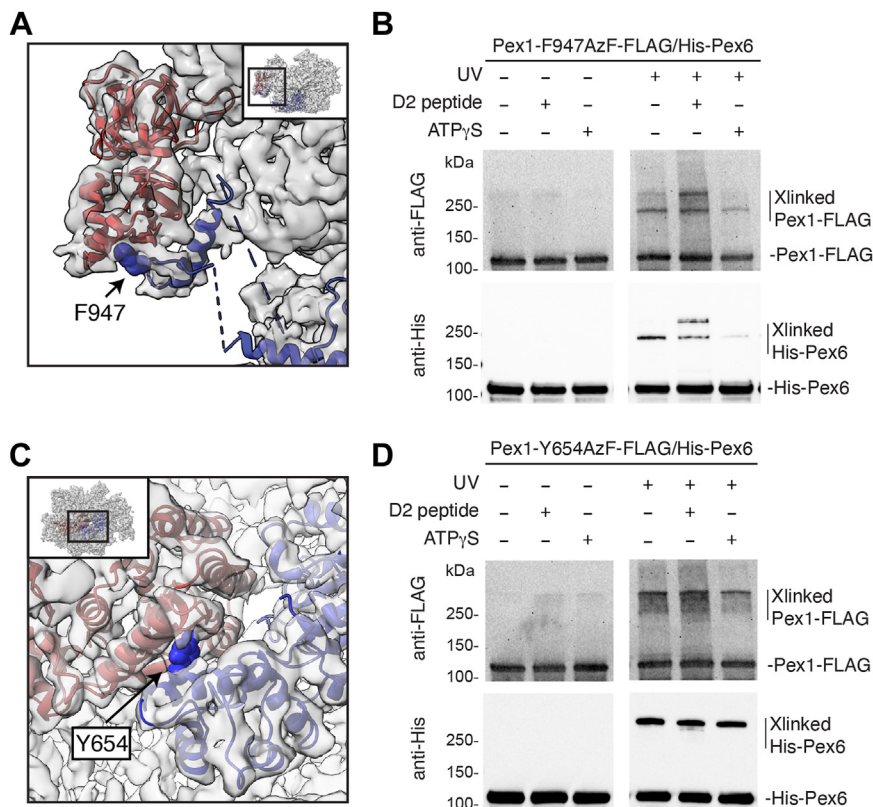 A
F947
B
Pex1-F947AzF-FLAG/His-Pex6
UV – – – + + +
D2 peptide – + – – + –
ATPγS – – + – – +
kDa
anti-FLAG
250-
150-
100-
Xlinked
Pex1-FLAG
-Pex1-FLAG
anti-His
250-
150-
100-
Xlinked
His-Pex6
-His-Pex6
C
Y654
D
Pex1-Y654AzF-FLAG/His-Pex6
UV – – – + + +
D2 peptide – + – – + –
ATPγS – – + – – +
kDa
anti-FLAG
250-
150-
100-
Xlinked
Pex1-FLAG
-Pex1-FLAG
anti-His
250-
150-
100-
Xlinked
His-Pex6
-His-Pex6